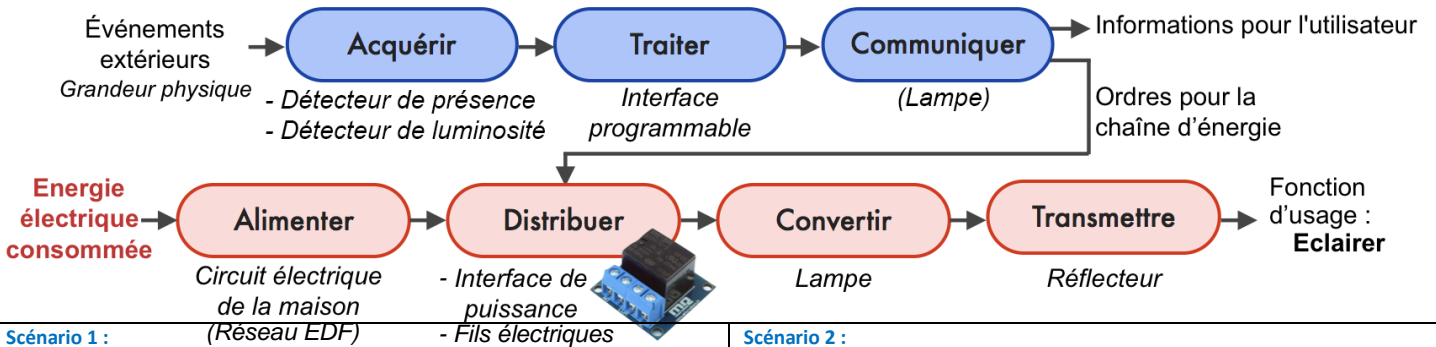 Événements
extérieurs
Grandeur physique
Acquérir
- Détecteur de présence
- Détecteur de luminosité
Traiter
Interface
programmable
Communiquer
(Lampe)
Informations pour l'utilisateur
Ordres pour la
chaîne d'énergie
Energie
électrique
consommée
Alimenter
Circuit électrique
de la maison
(Réseau EDF)
Distribuer
- Interface de
puissance
- Fils électriques
Convertir
Lampe
Transmettre
Réflecteur
Fonction
d'usage :
Eclairer
Scénario 1 :
Scénario 2 :